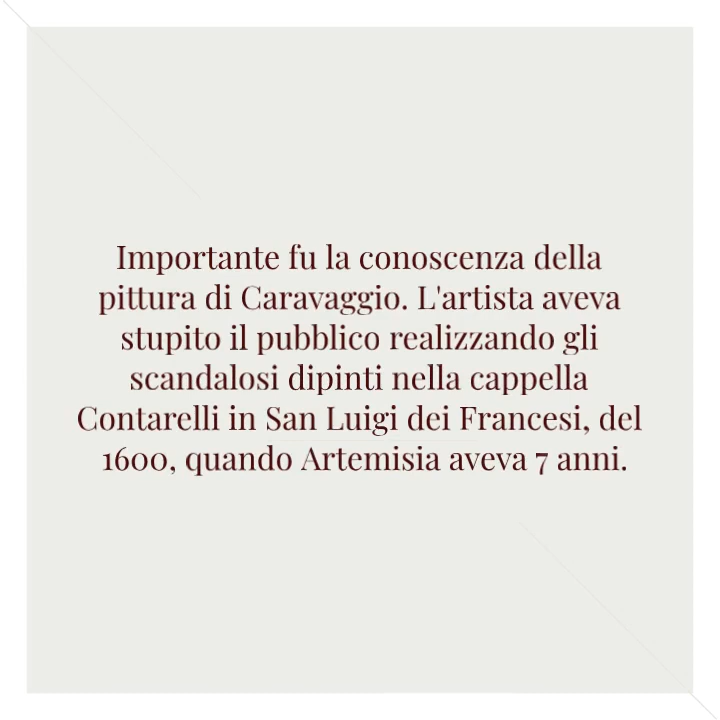 Importante fu la conoscenza della
pittura di Caravaggio. L'artista aveva
stupito il pubblico realizzando gli
scandalosi dipinti nella cappella
Contarelli in San Luigi dei Francesi, del
1600, quando Artemisia aveva 7 anni.